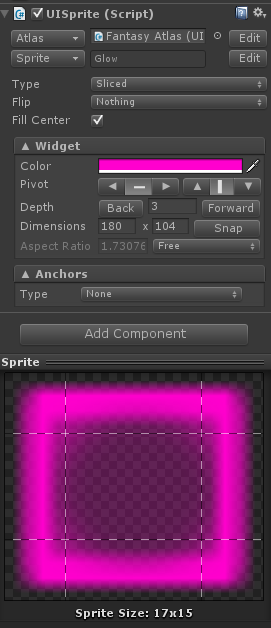 UISprite (Script)
Atlas Fantasy Atlas (UI Edit
Sprite Glow Edit
Type Sliced
Flip Nothing
Fill Center
▲ Widget
Color
Pivot
Depth Back 3 Forward
Dimensions 180 x 104 Snap
Aspect Ratio 1.73076 Free
▲ Anchors
Type None
Add Component
Sprite
Sprite Size: 17x15